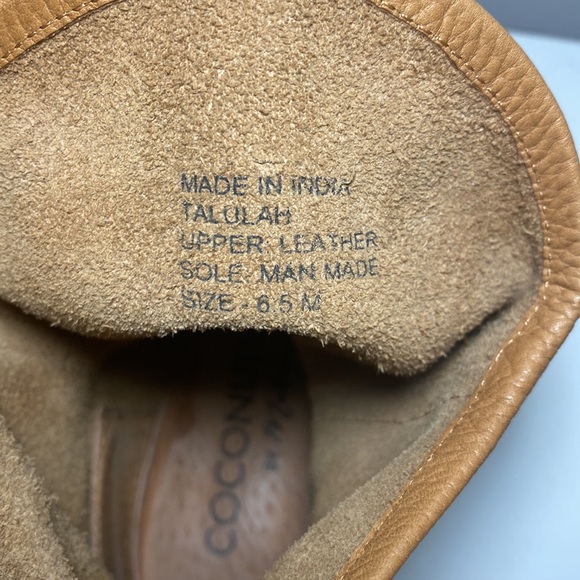 MADE IN INDIA
TALULAH
UPPER LEATHER
SOLE MAN MADE
SIZE - 6.5 M